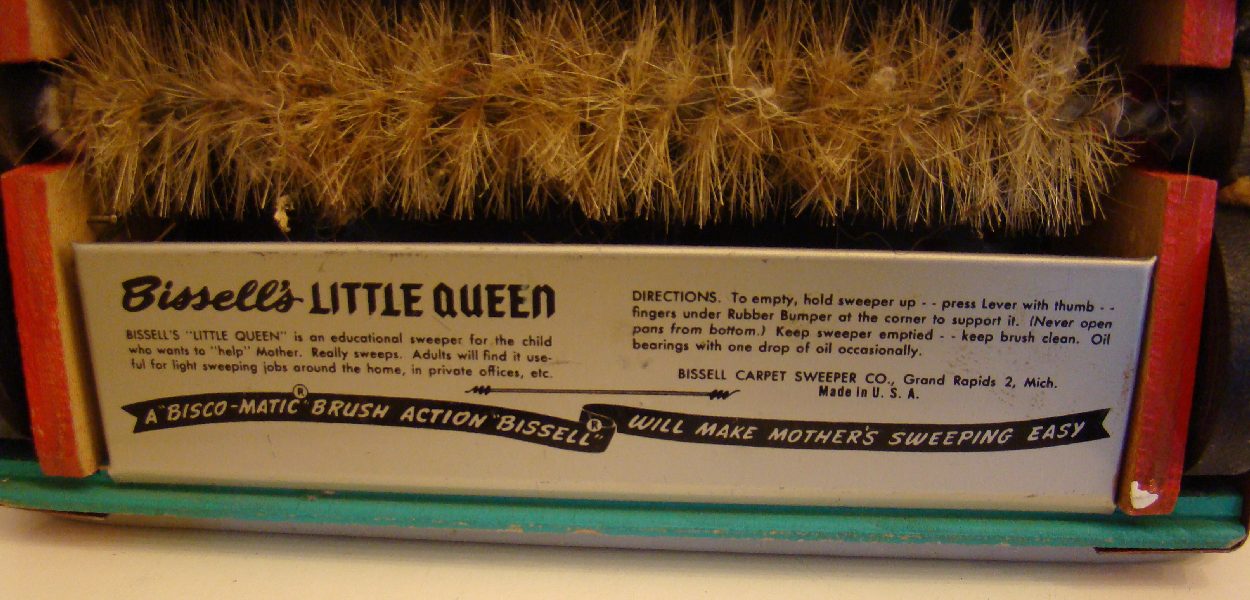 Bissell's LITTLE QUEEN
BISSELL'S "LITTLE QUEEN" is an educational sweeper for the child
who wants to "help" Mother. Really sweeps. Adults will find it use-
ful for light sweeping jobs around the home, in private offices, etc.
DIRECTIONS. To empty, hold sweeper up - - press Lever with thumb - -
fingers under Rubber Bumper at the corner to support it. (Never open
pans from bottom.) Keep sweeper emptied - - keep brush clean. Oil
bearings with one drop of oil occasionally.
BISSELL CARPET SWEEPER CO., Grand Rapids 2, Mich.
Made in U. S. A.
A "BISCO-MATIC"® BRUSH ACTION "BISSELL"® WILL MAKE MOTHER'S SWEEPING EASY